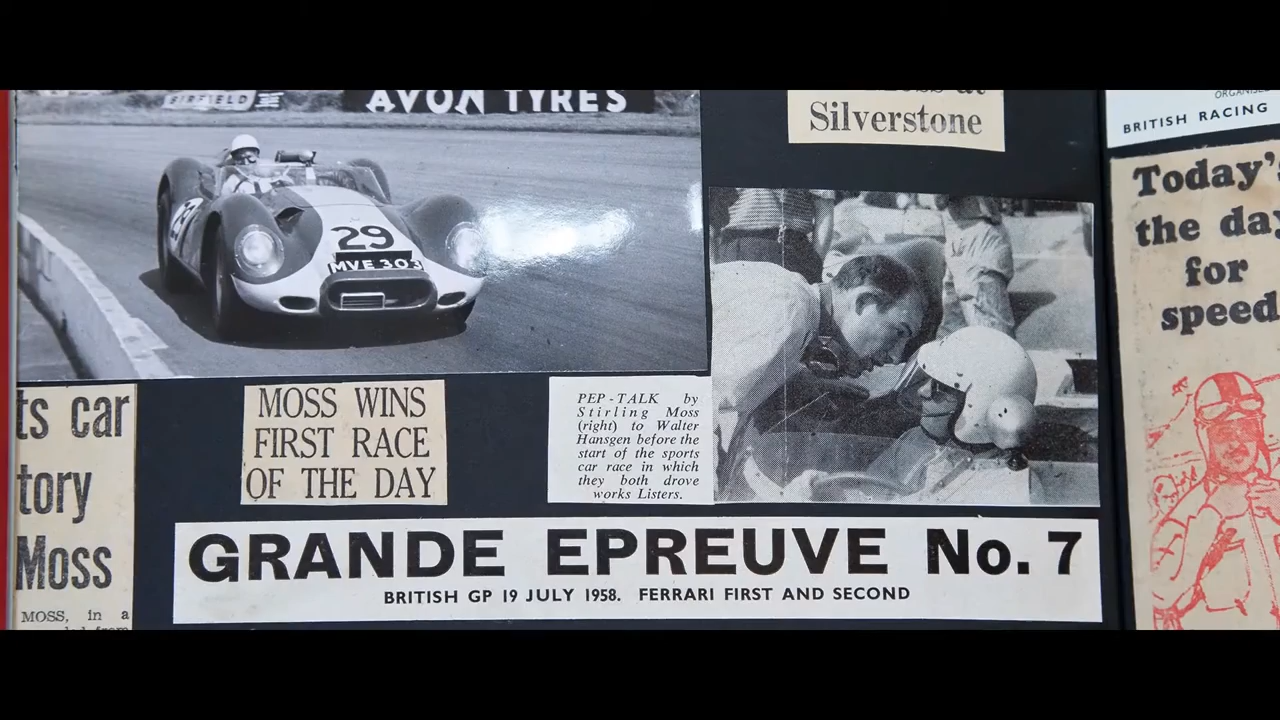 AVON TYRES
29
MVE 303
Silverstone
ORGANISED
BRITISH RACING
Today's
the day
for
speed
ts car
tory
Moss
MOSS, in a
MOSS WINS
FIRST RACE
OF THE DAY
PEP-TALK by
Stirling Moss
(right) to Walter
Hansgen before the
start of the sports
car race in which
they both drove
works Listers.
GRANDE EPREUVE No. 7
BRITISH GP 19 JULY 1958. FERRARI FIRST AND SECOND